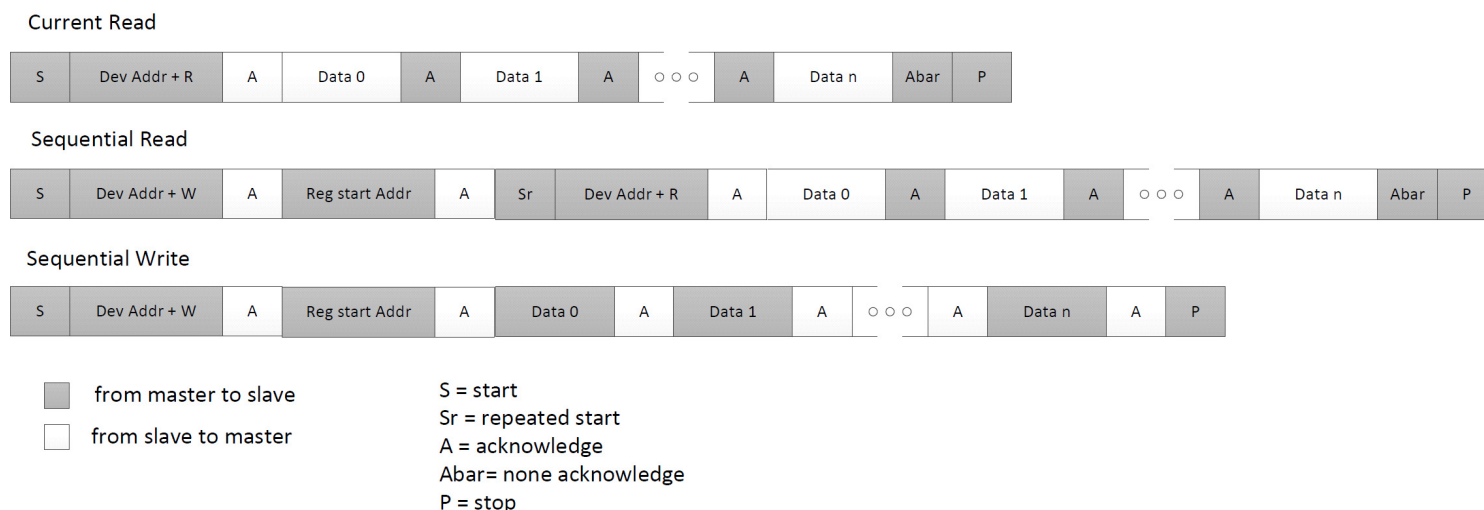 Current Read
S Dev Addr + R A Data 0 A Data 1 A ○ ○ ○ A Data n Abar P
Sequential Read
S Dev Addr + W A Reg start Addr A Sr Dev Addr + R A Data 0 A Data 1 A ○ ○ ○ A Data n Abar P
Sequential Write
S Dev Addr + W A Reg start Addr A Data 0 A Data 1 A ○ ○ ○ A Data n A P
from master to slave
from slave to master
S = start
Sr = repeated start
A = acknowledge
Abar= none acknowledge
P = stop